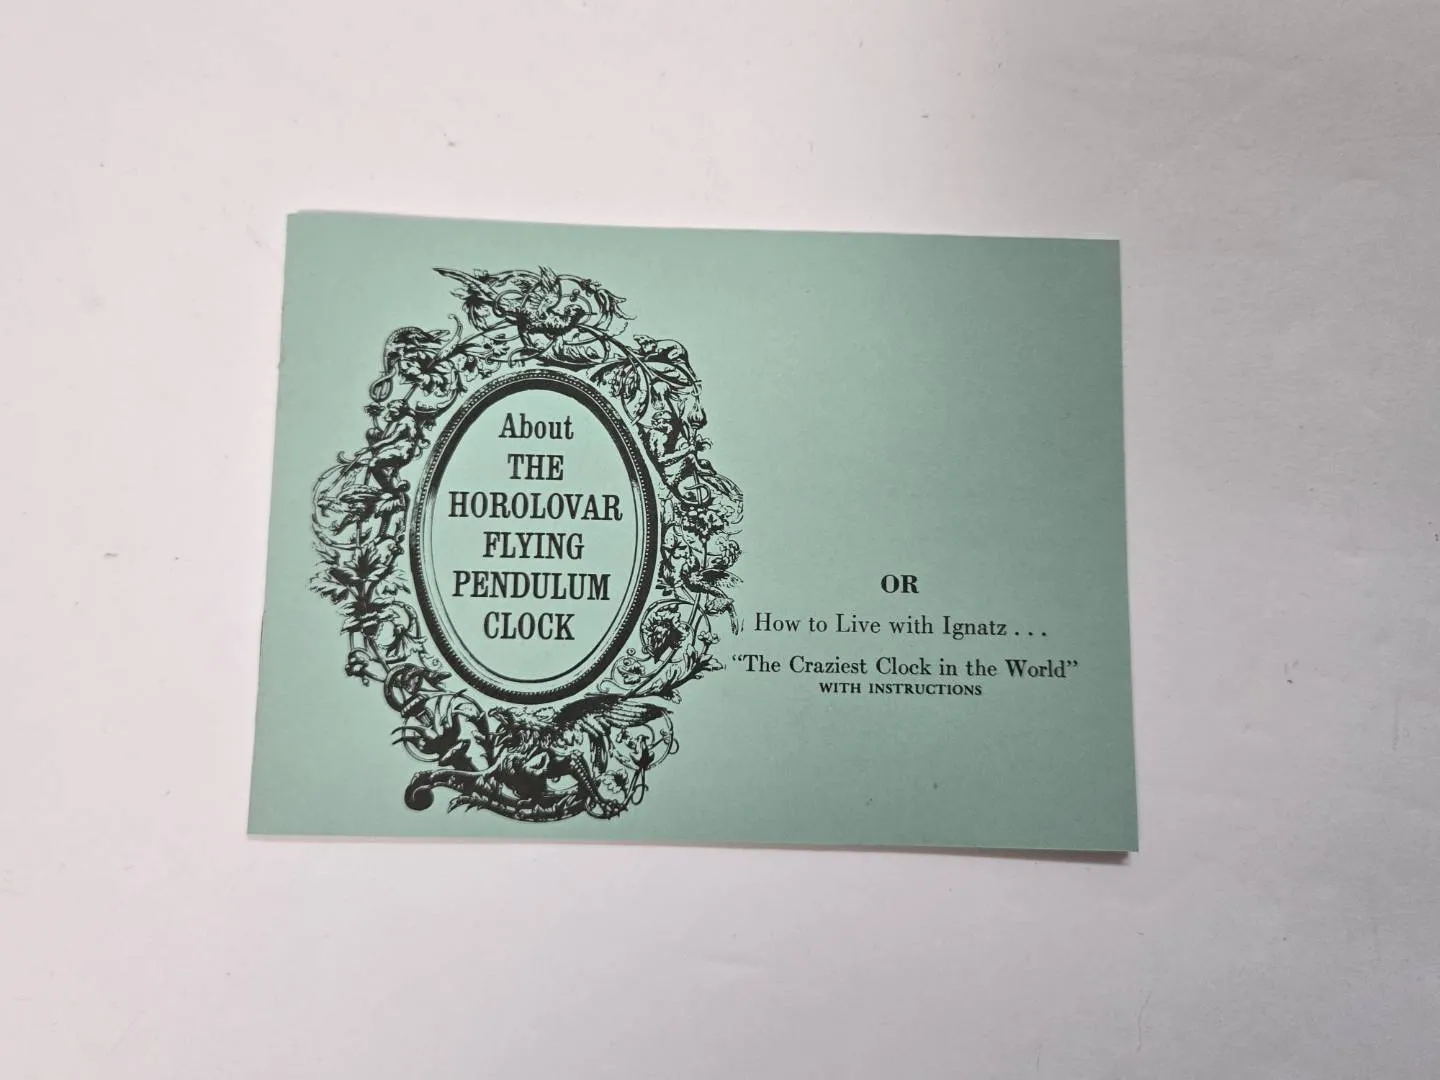 About
THE
HOROLOVAR
FLYING
PENDULUM
CLOCK
OR
How to Live with Ignatz . . .
“The Craziest Clock in the World”
WITH INSTRUCTIONS